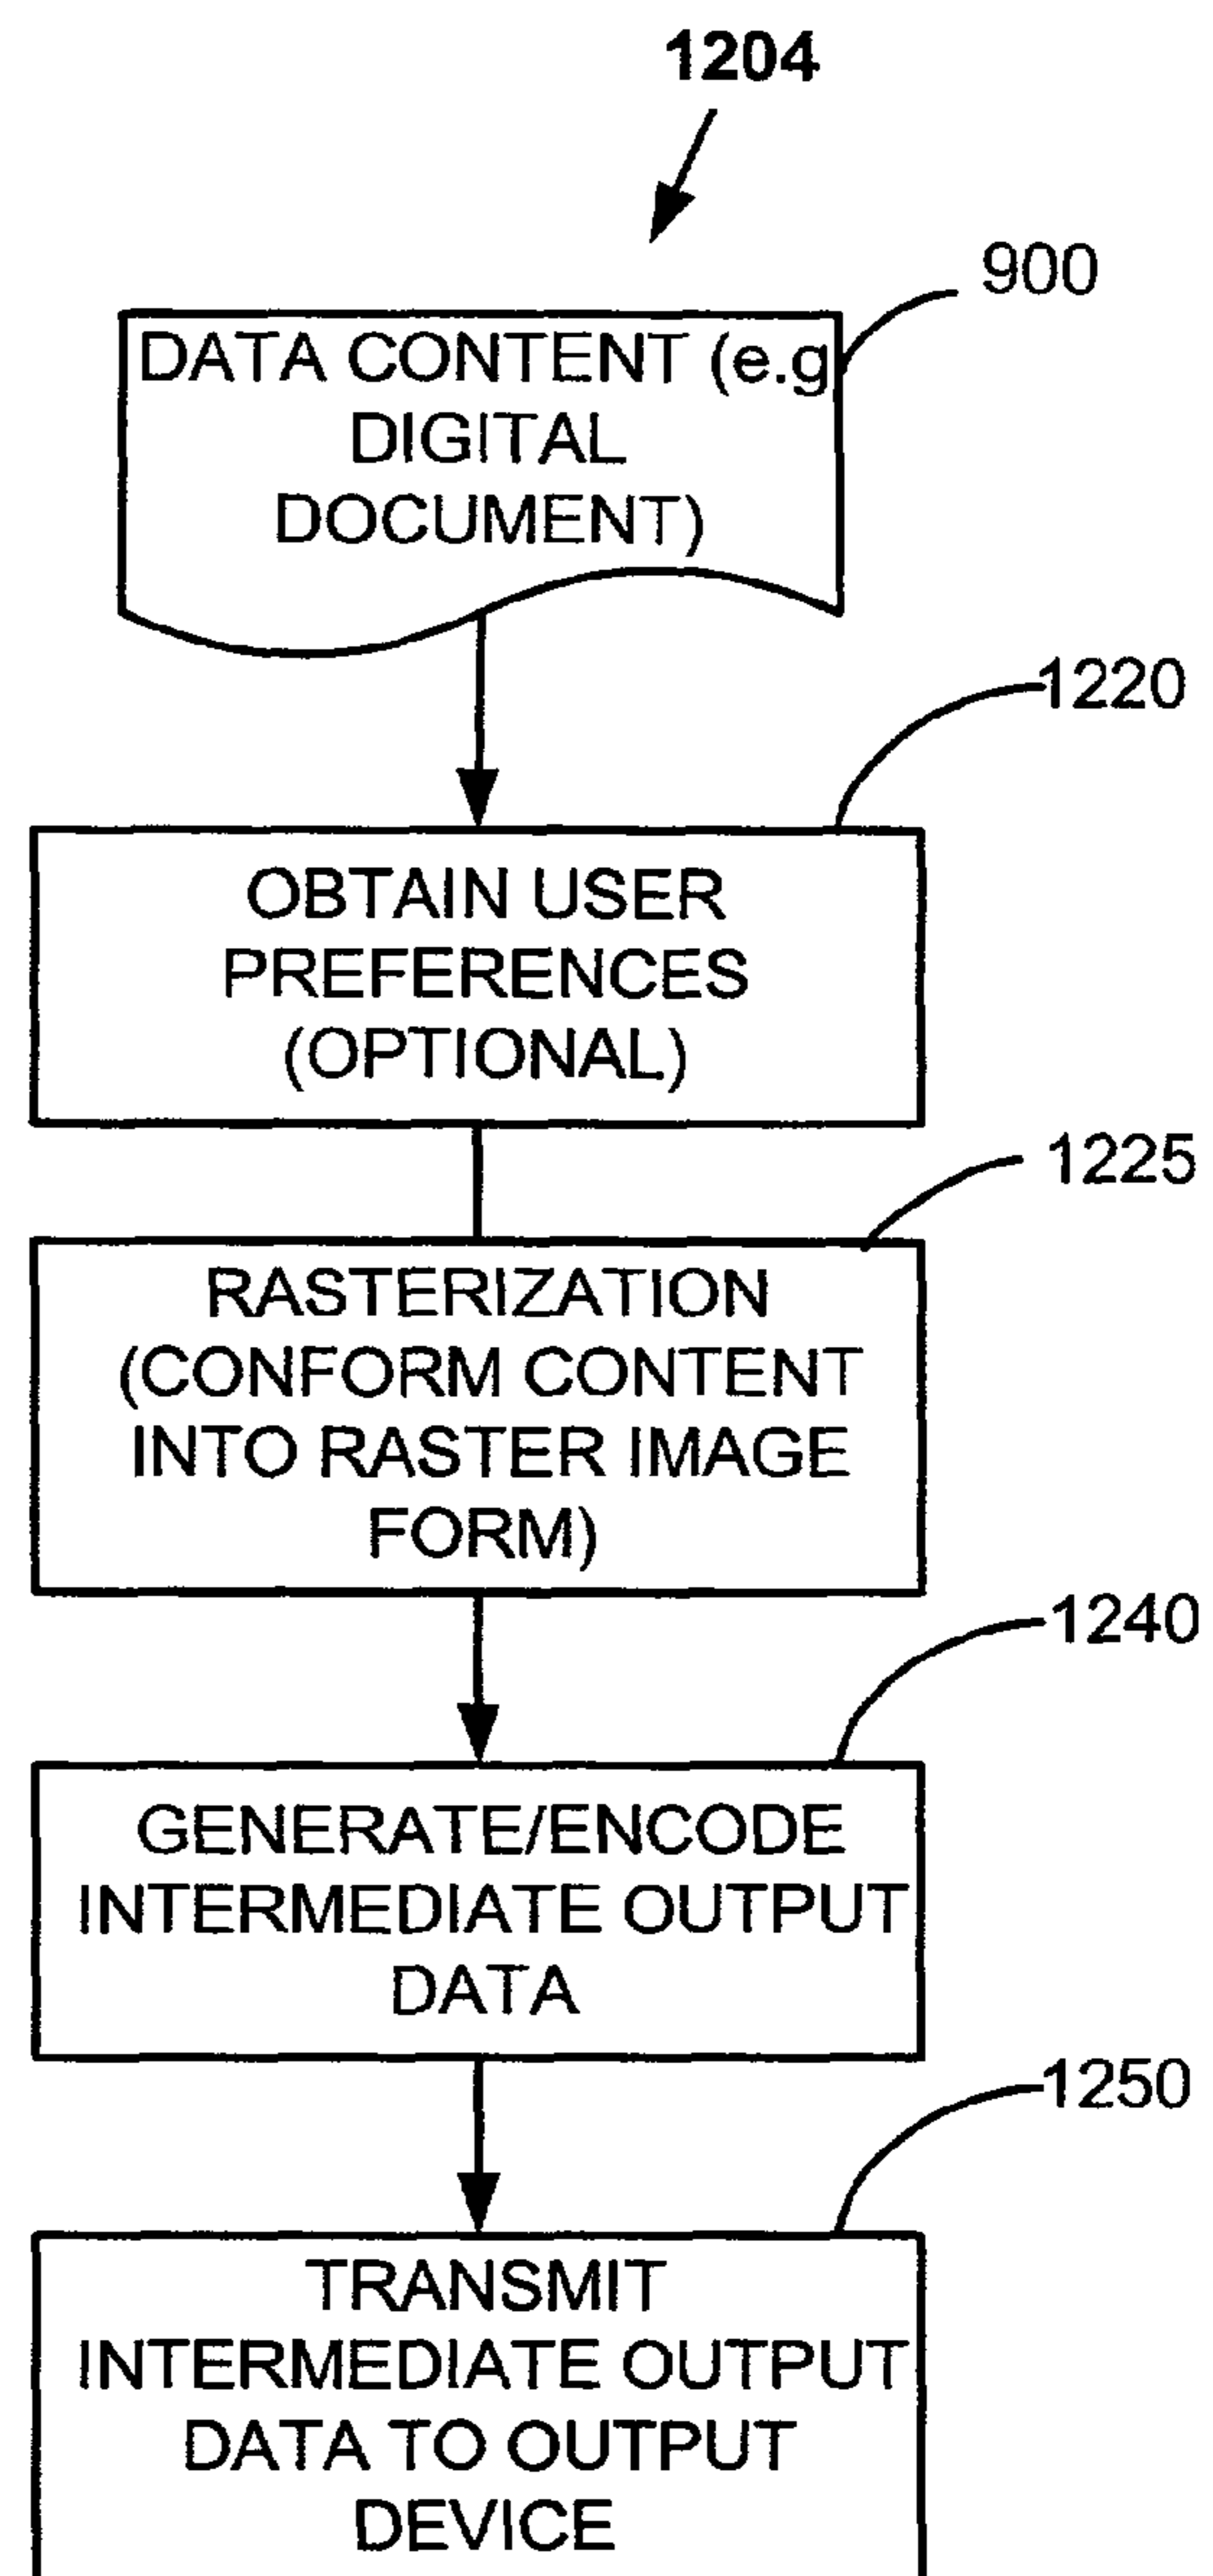 1204
900
DATA CONTENT (e.g
DIGITAL
DOCUMENT)
1220
OBTAIN USER
PREFERENCES
(OPTIONAL)
1225
RASTERIZATION
(CONFORM CONTENT
INTO RASTER IMAGE
FORM)
1240
GENERATE/ENCODE
INTERMEDIATE OUTPUT
DATA
1250
TRANSMIT
INTERMEDIATE OUTPUT
DATA TO OUTPUT
DEVICE